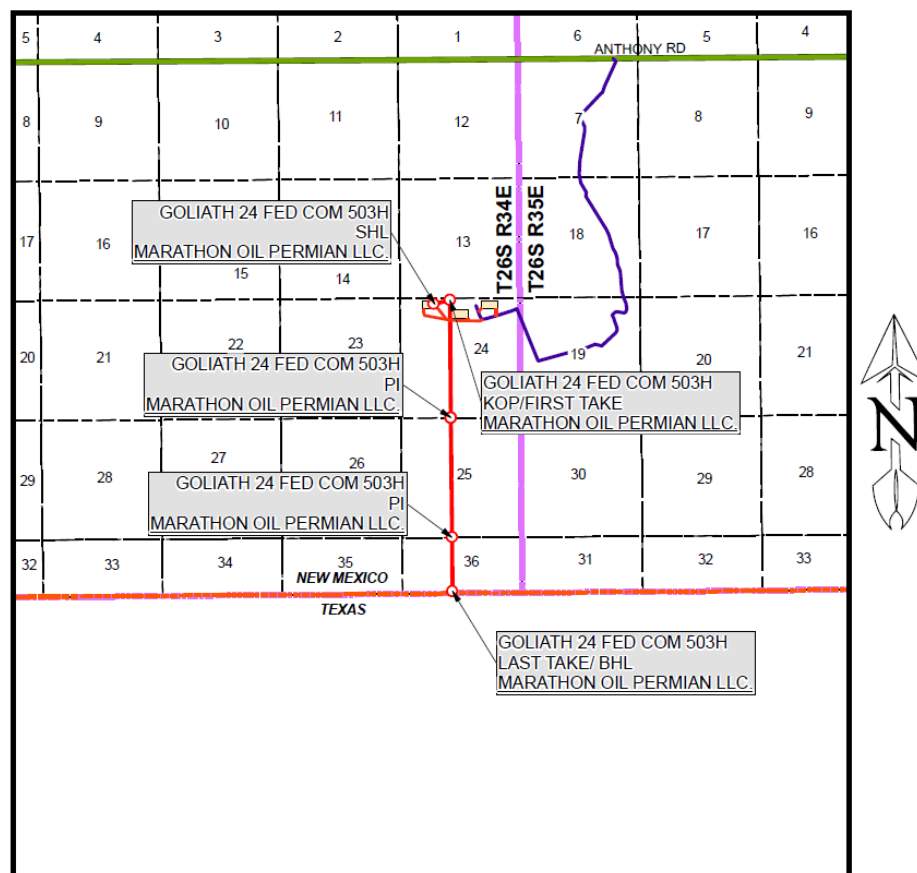 5 4 3 2 1 6 5 4
ANTHONY RD
8 9 10 11 12 7 8 9
T26S R34E
T26S R35E
GOLIATH 24 FED COM 503H
SHL
MARATHON OIL PERMIAN LLC.
17 16 15 14 13 18 17 16
20 21 22 23 24 19 20 21
GOLIATH 24 FED COM 503H
PI
MARATHON OIL PERMIAN LLC.
GOLIATH 24 FED COM 503H
KOP/FIRST TAKE
MARATHON OIL PERMIAN LLC.
N
29 28 27 26 25 30 29 28
GOLIATH 24 FED COM 503H
PI
MARATHON OIL PERMIAN LLC.
32 33 34 35 36 31 32 33
NEW MEXICO
TEXAS
GOLIATH 24 FED COM 503H
LAST TAKE/ BHL
MARATHON OIL PERMIAN LLC.